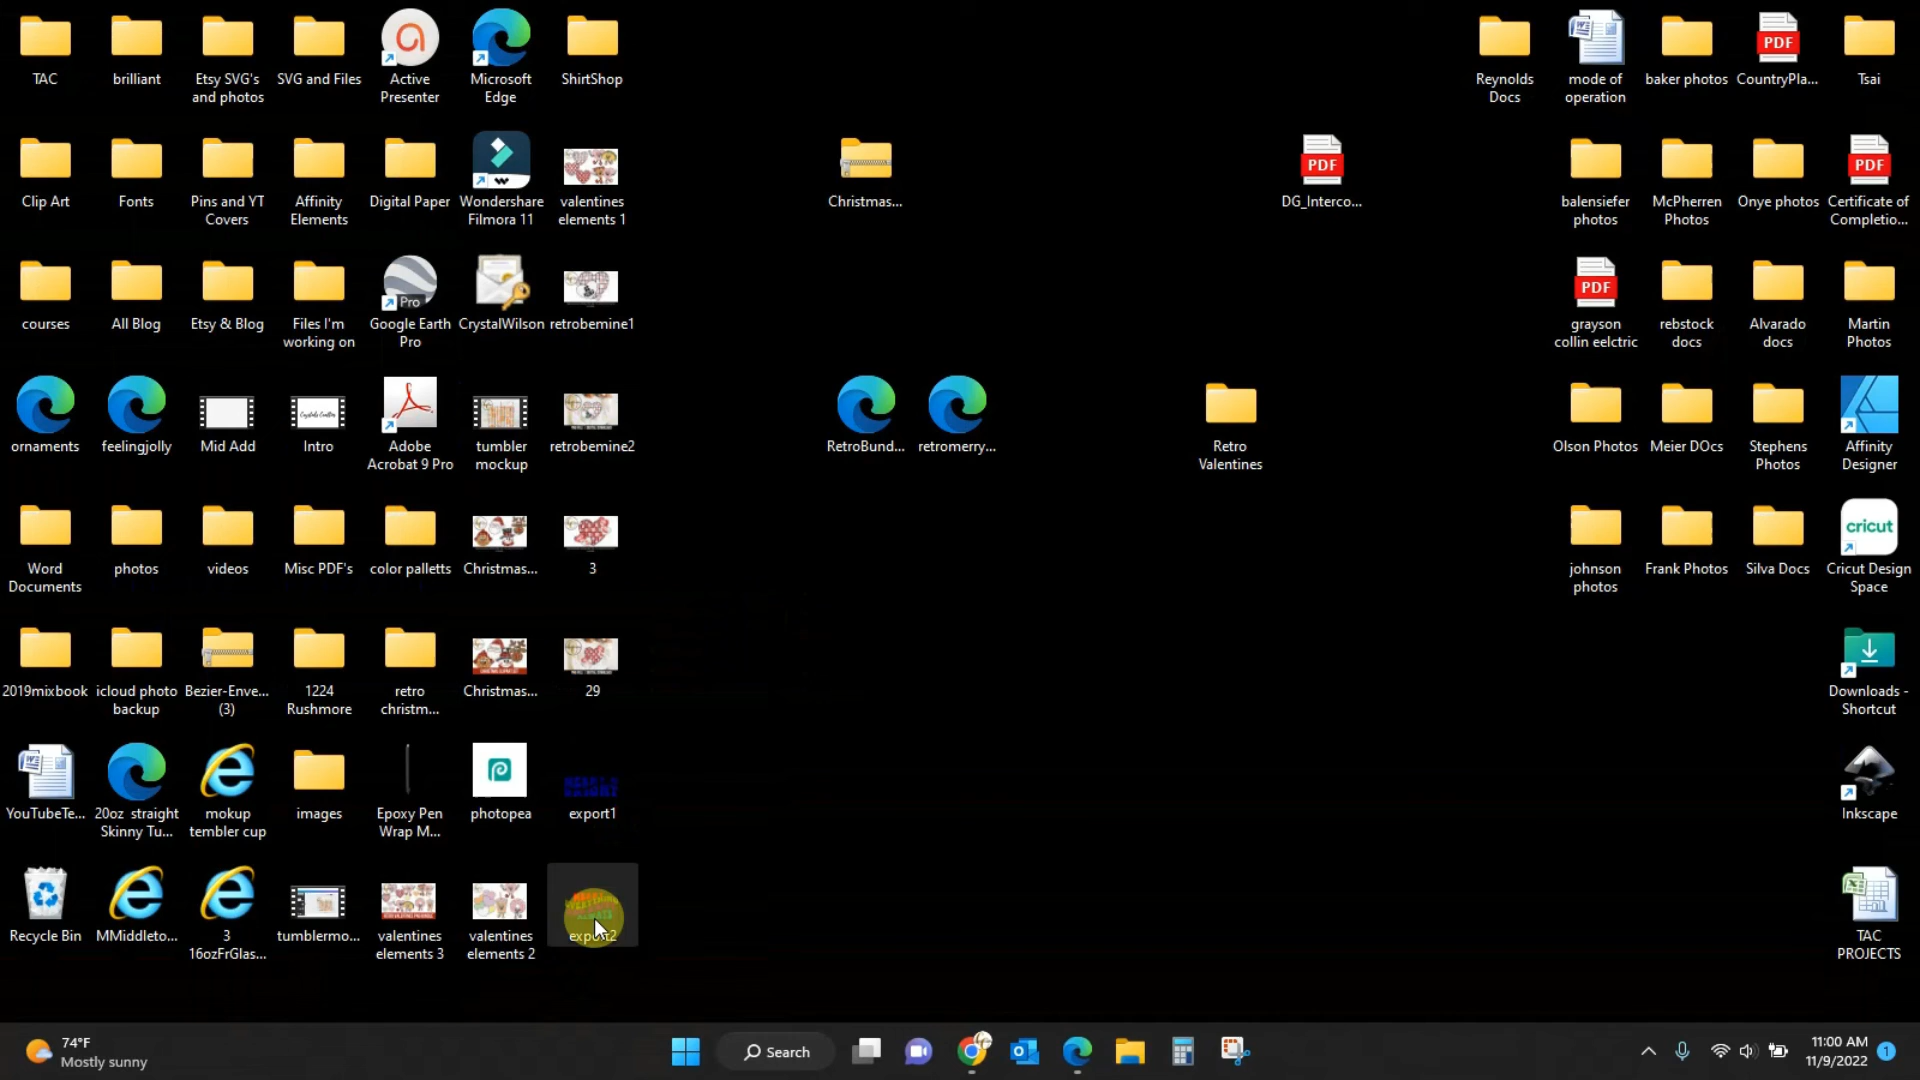 TAC
brilliant
Etsy SVG's
and photos
SVG and Files
Active
Presenter
Microsoft
Edge
ShirtShop
Reynolds
Docs
mode of
operation
baker photos
PDF
CountryPla...
Tsai
Clip Art
Fonts
Pins and YT
Covers
Affinity
Elements
Digital Paper
Wondershare
Filmora 11
valentines
elements 1
Christmas...
PDF
DG_Interco...
balensiefer
photos
McPherren
Photos
Onye photos
PDF
Certificate of
Completio...
courses
All Blog
Etsy & Blog
Files I'm
working on
Pro
Google Earth
Pro
CrystalWilson
retrobemine1
PDF
grayson
collin eelctric
rebstock
docs
Alvarado
docs
Martin
Photos
ornaments
feelingjolly
Mid Add
Intro
Adobe
Acrobat 9 Pro
tumbler
mockup
retrobemine2
RetroBund...
retromerry...
Retro
Valentines
Olson Photos
Meier DOcs
Stephens
Photos
Affinity
Designer
Word
Documents
photos
videos
Misc PDF's
color palletts
Christmas...
3
johnson
photos
Frank Photos
Silva Docs
cricut
Cricut Design
Space
2019mixbook
icloud photo
backup
Bezier-Enve...
(3)
1224
Rushmore
retro
christm...
Christmas...
29
Downloads -
Shortcut
YouTubeTe...
20oz straight
Skinny Tu...
mokup
tembler cup
images
Epoxy Pen
Wrap M...
photopea
export1
Inkscape
Recycle Bin
MMiddleto...
3
16ozFrGlas...
tumblermo...
valentines
elements 3
valentines
elements 2
export2
TAC
PROJECTS
74°F
Mostly sunny
Search
11:00 AM
11/9/2022
1